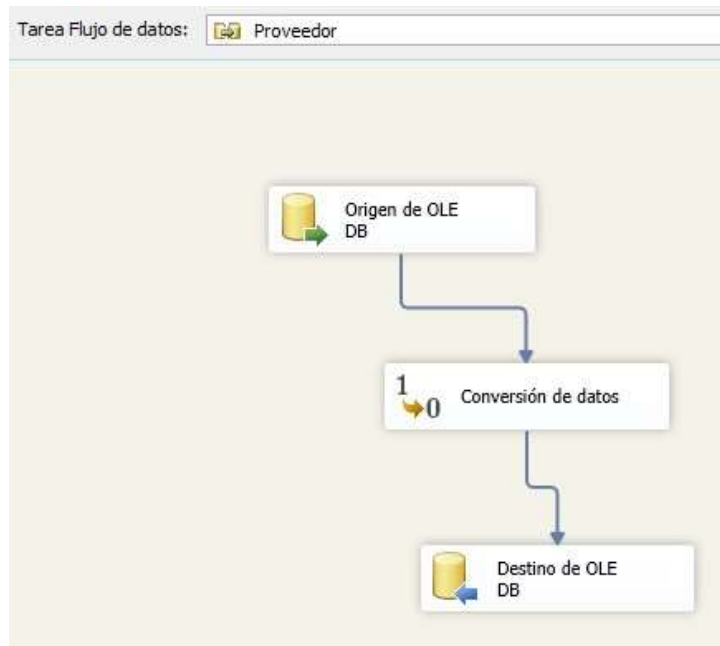 Tarea Flujo de datos: Proveedor
Origen de OLE
DB
1
0
Conversión de datos
Destino de OLE
DB